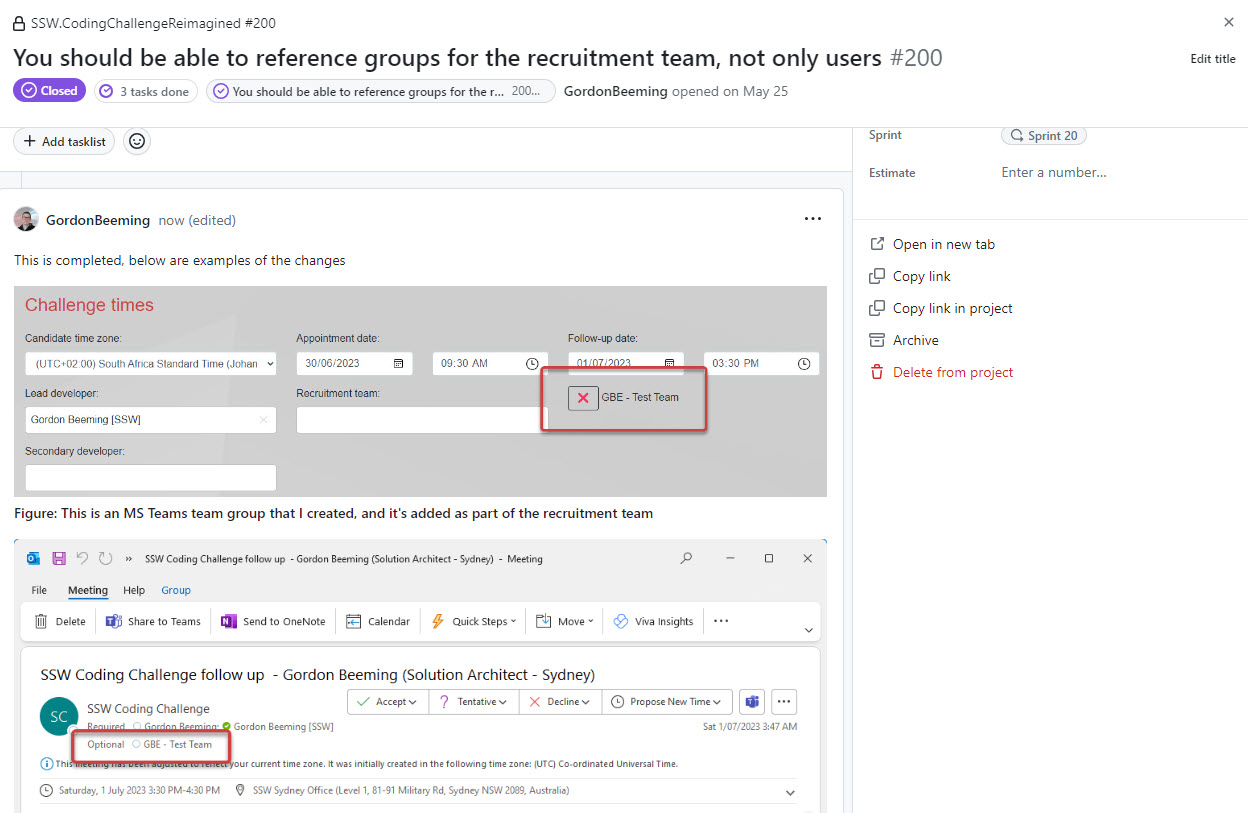 SSW.CodingChallengeReimagined #200
You should be able to reference groups for the recruitment team, not only users #200
Edit title
Closed
3 tasks done
You should be able to reference groups for the r... 200...
GordonBeeming opened on May 25
Add tasklist
Sprint
Sprint 20
Estimate
Enter a number...
Open in new tab
Copy link
Copy link in project
Archive
Delete from project
GordonBeeming now (edited)
This is completed, below are examples of the changes
Challenge times
Candidate time zone:
Appointment date:
Follow-up date:
(UTC+02:00) South Africa Standard Time (Johan
30/06/2023
09:30 AM
01/07/2023
03:30 PM
Lead developer:
Recruitment team:
GBE - Test Team
Gordon Beeming [SSW]
Secondary developer:
Figure: This is an MS Teams team group that I created, and it's added as part of the recruitment team
SSW Coding Challenge follow up - Gordon Beeming (Solution Architect - Sydney) - Meeting
File Meeting Help Group
Delete
Share to Teams
Send to OneNote
Calendar
Quick Steps
Move
Viva Insights
SSW Coding Challenge follow up - Gordon Beeming (Solution Architect - Sydney)
SC
SSW Coding Challenge
Accept
Tentative
Decline
Propose New Time
Required Gordon Beeming; Gordon Beeming [SSW]
Sat 1/07/2023 3:47 AM
Optional GBE - Test Team
This meeting has been adjusted to reflect your current time zone. It was initially created in the following time zone: (UTC) Co-ordinated Universal Time.
Saturday, 1 July 2023 3:30 PM-4:30 PM
SSW Sydney Office (Level 1, 81-91 Military Rd, Sydney NSW 2089, Australia)